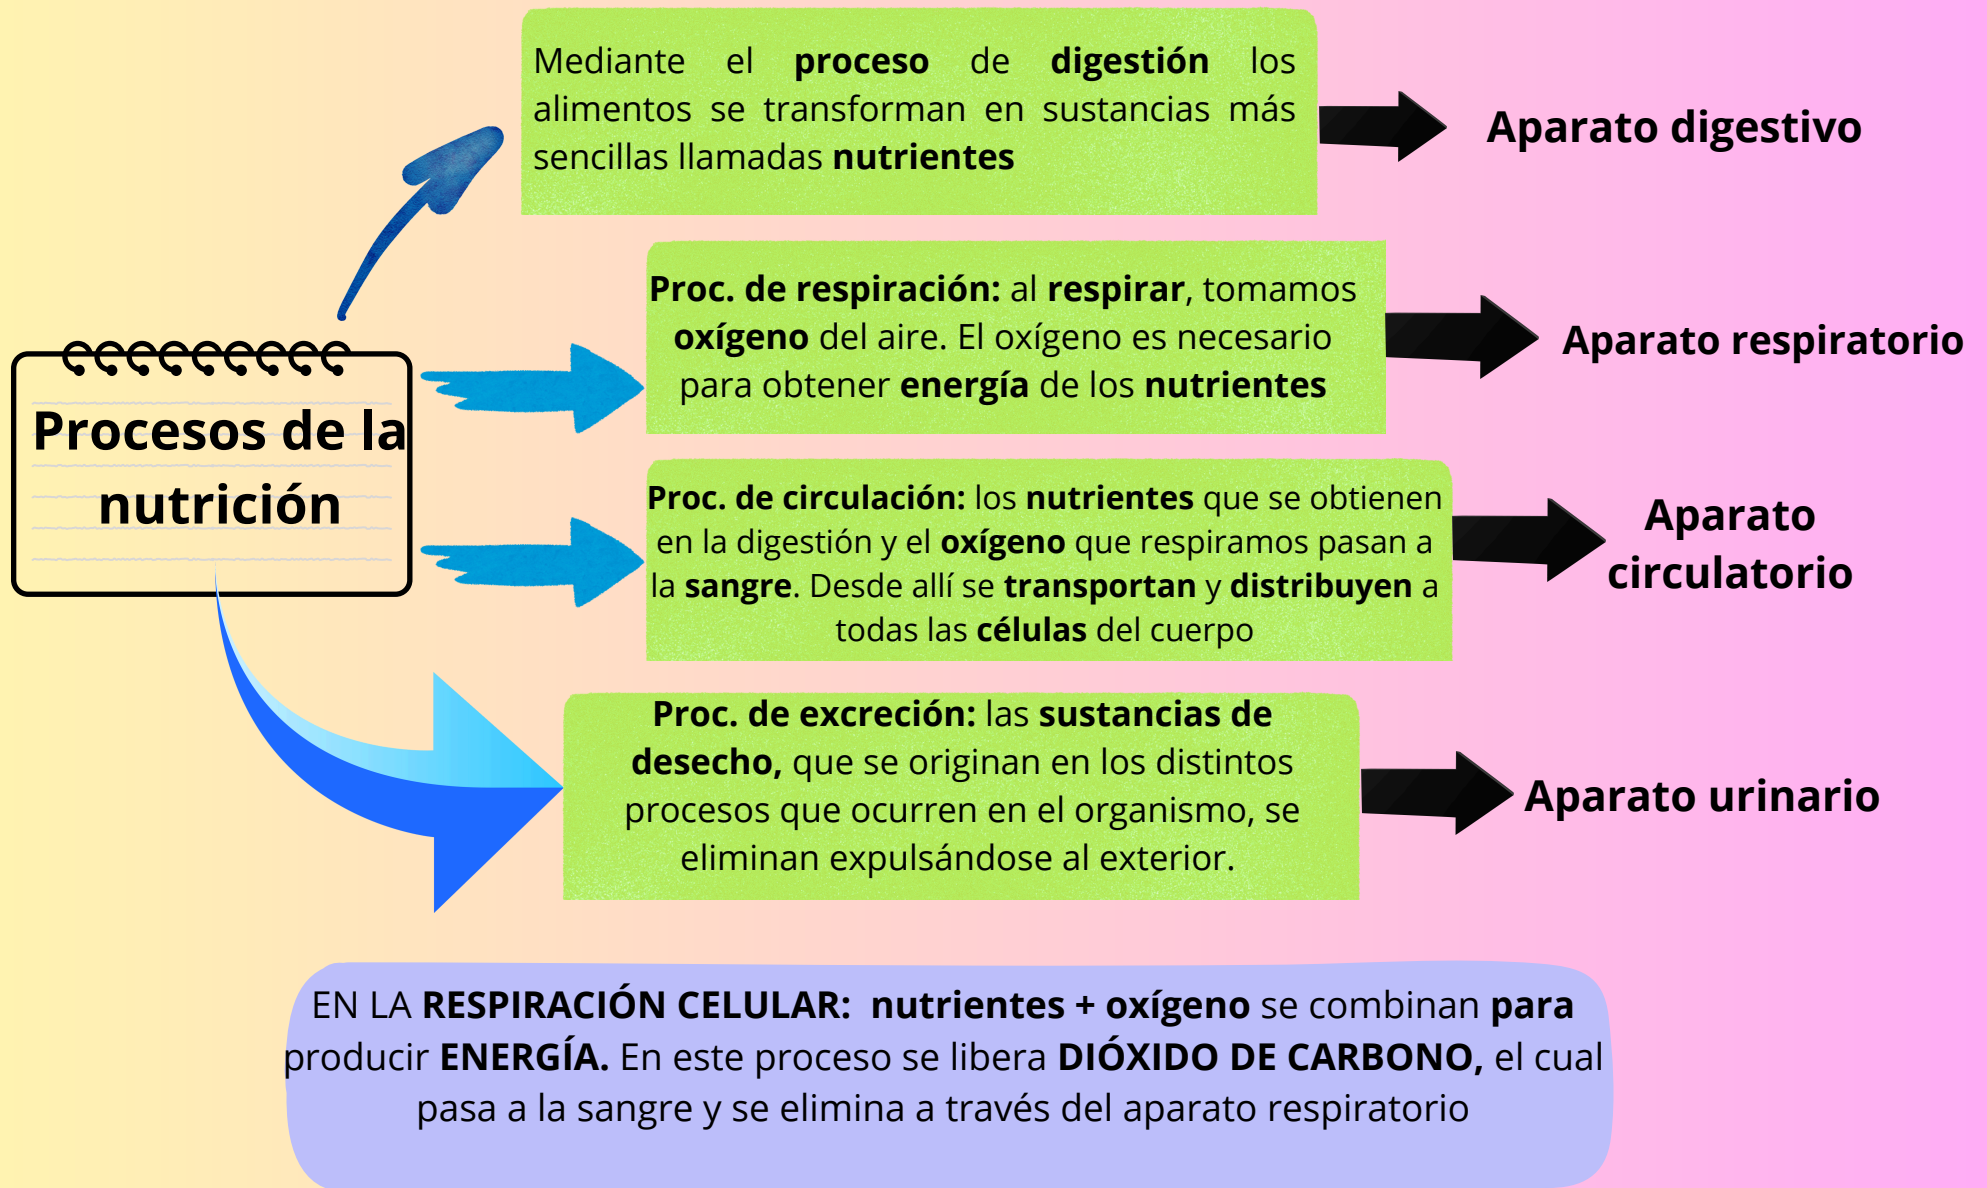 Mediante el proceso de digestión los
alimentos se transforman en sustancias más
sencillas llamadas nutrientes
Aparato digestivo
Proc. de respiración: al respirar, tomamos
oxígeno del aire. El oxígeno es necesario
para obtener energía de los nutrientes
Aparato respiratorio
Procesos de la
nutrición
Proc. de circulación: los nutrientes que se obtienen
en la digestión y el oxígeno que respiramos pasan a
la sangre. Desde allí se transportan y distribuyen a
todas las células del cuerpo
Aparato
circulatorio
Proc. de excreción: las sustancias de
desecho, que se originan en los distintos
procesos que ocurren en el organismo, se
eliminan expulsándose al exterior.
Aparato urinario
EN LA RESPIRACIÓN CELULAR: nutrientes + oxígeno se combinan para
producir ENERGÍA. En este proceso se libera DIÓXIDO DE CARBONO, el cual
pasa a la sangre y se elimina a través del aparato respiratorio